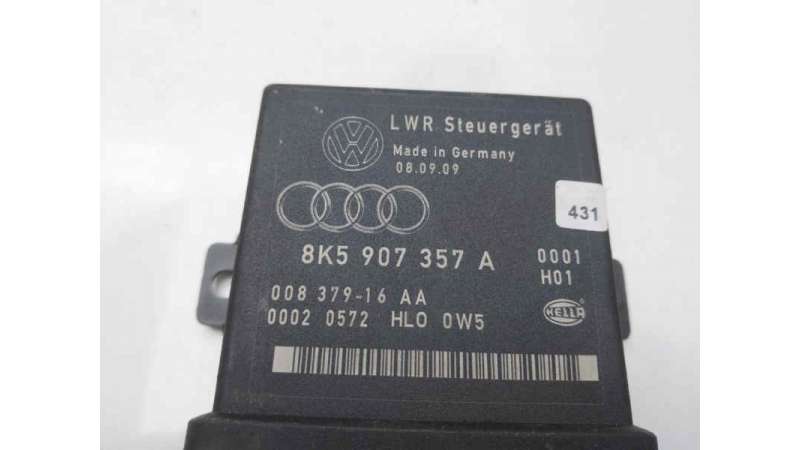 LWR Steuergerät
Made in Germany
08.09.09
431
8K5 907 357 A 0001
H01
008 379-16 AA
0002 0572 HLO 0W5
HELLA